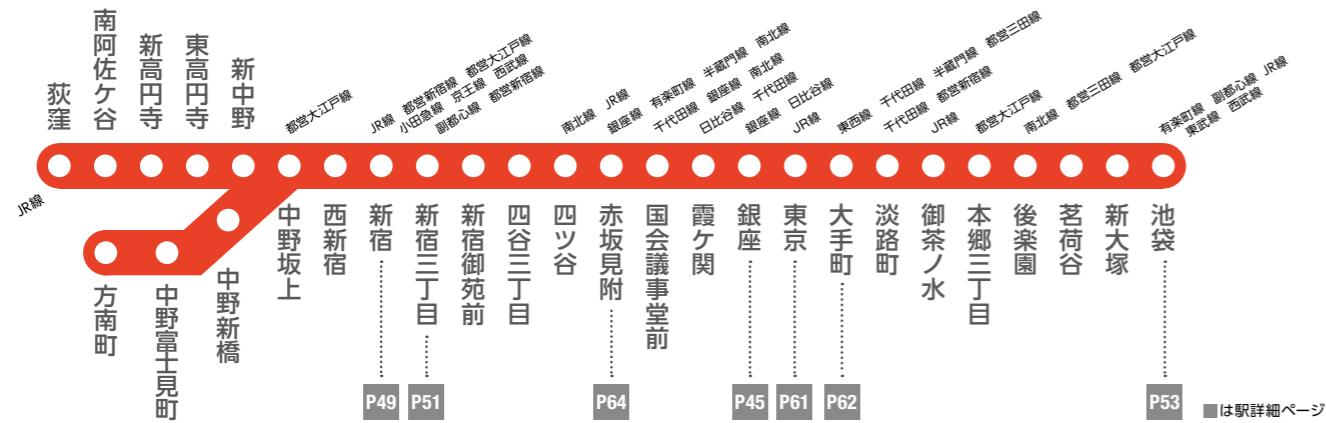 荻窪
南阿佐ケ谷
新高円寺
東高円寺
新中野
都営大江戸線
JR線 都営新宿線 都営大江戸線
小田急線 京王線 西武線
副都心線 都営新宿線
南北線 JR線
銀座線 有楽町線 半蔵門線 南北線
千代田線 銀座線 南北線
日比谷線 千代田線
銀座線 日比谷線
JR線
東西線 千代田線 半蔵門線 都営三田線
千代田線 都営新宿線
JR線
都営大江戸線
南北線 都営三田線 都営大江戸線
有楽町線 副都心線 JR線
東武線 西武線
JR線
中野坂上
西新宿
新宿
新宿三丁目
新宿御苑前
四谷三丁目
四ツ谷
赤坂見附
国会議事堂前
霞ケ関
銀座
東京
大手町
淡路町
御茶ノ水
本郷三丁目
後楽園
茗荷谷
新大塚
池袋
方南町
中野富士見町
中野新橋
P49
P51
P64
P45
P61
P62
P53
■は駅詳細ページ